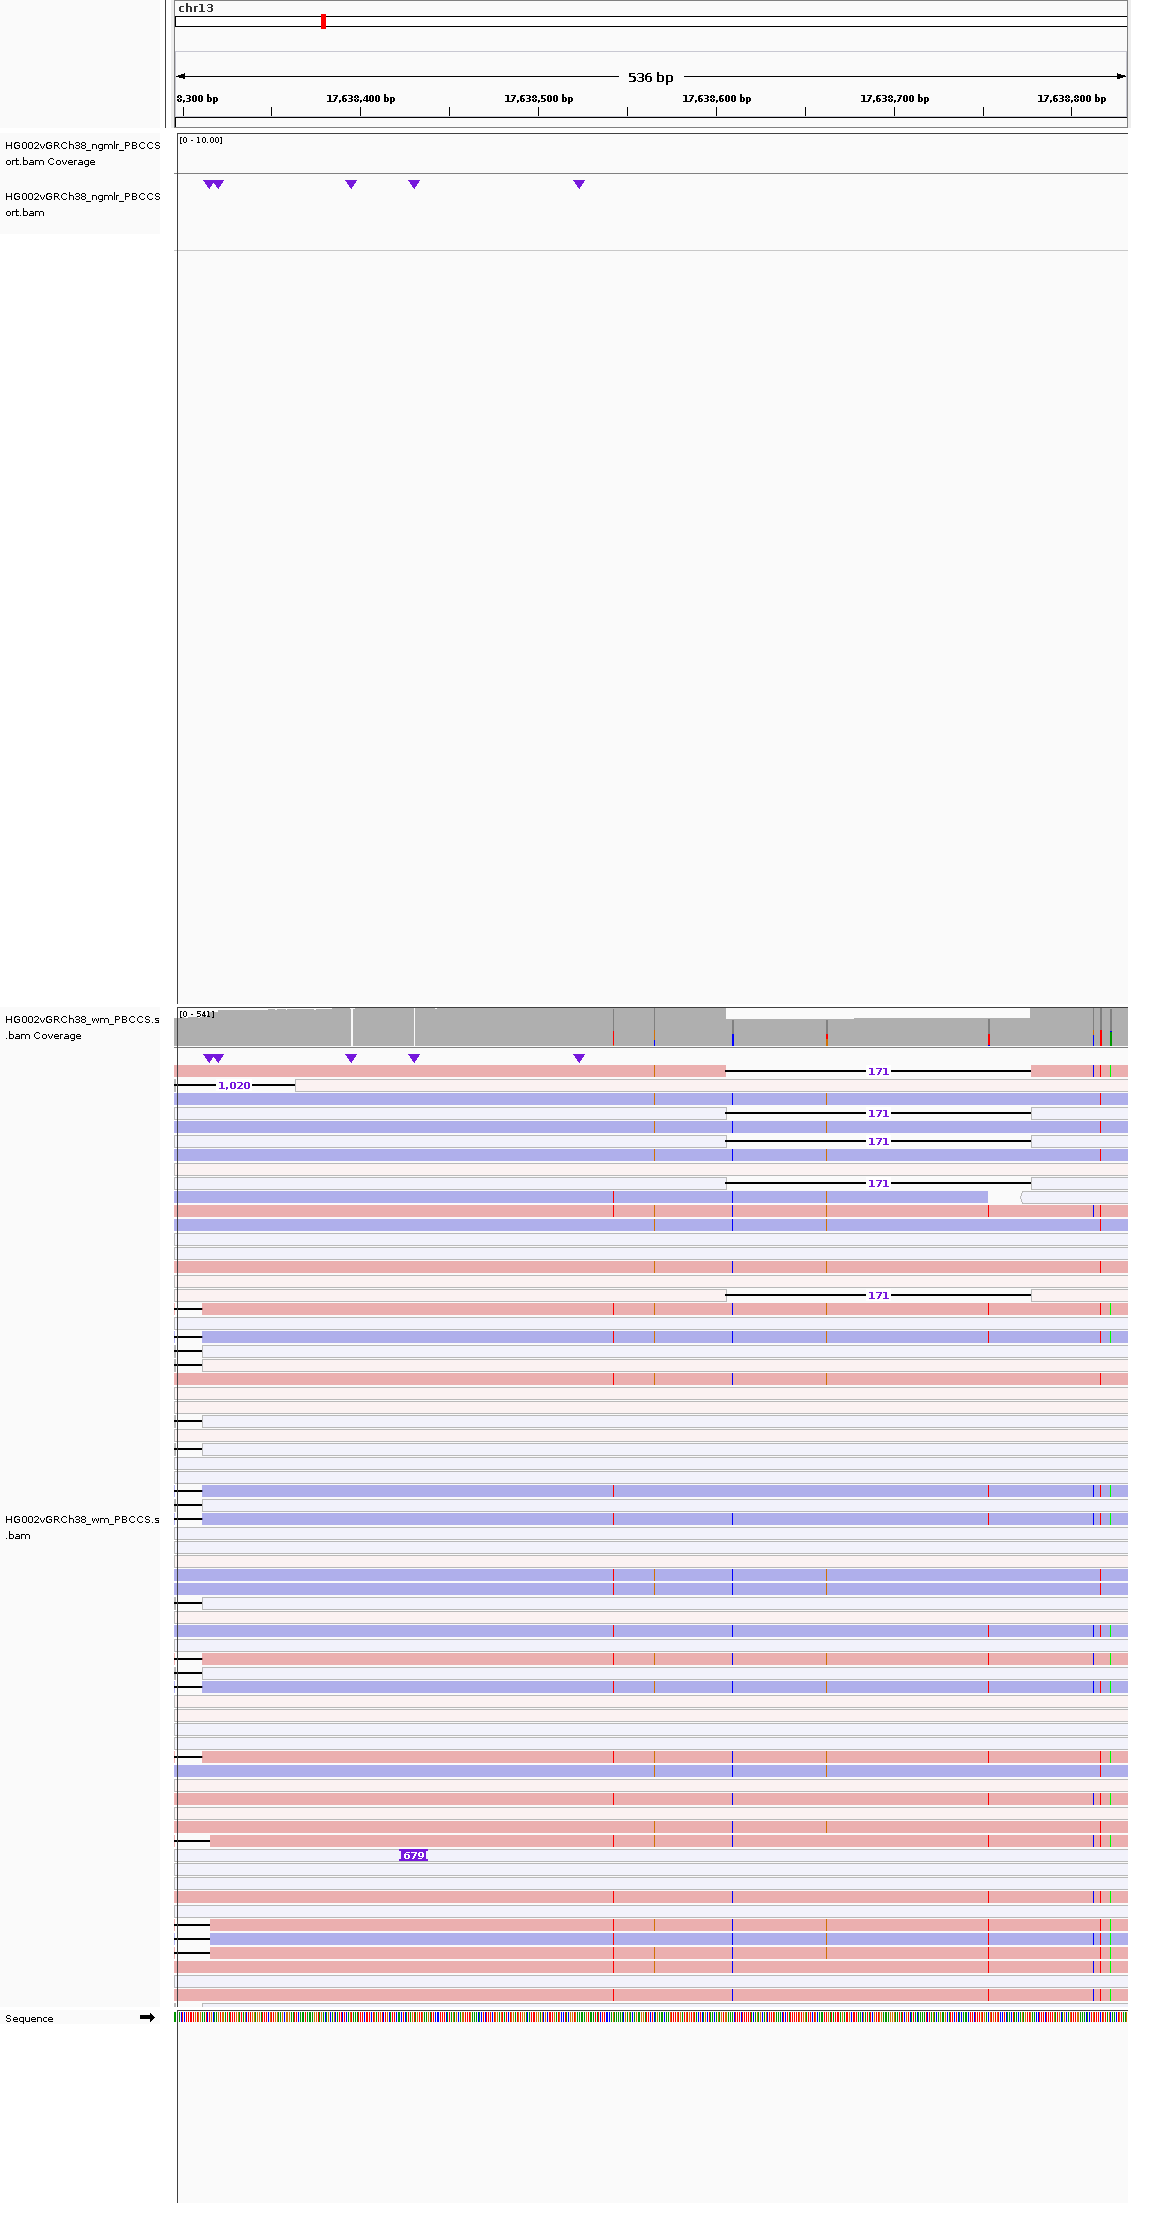 chr13
536 bp
8,300 bp 17,638,400 bp 17,638,500 bp 17,638,600 bp 17,638,700 bp 17,638,800 bp
HG002vGRCh38_ngmlr_PBCCS
ort.bam Coverage
[0 - 10.00]
HG002vGRCh38_ngmlr_PBCCS
ort.bam
HG002vGRCh38_wm_PBCCS.s
.bam Coverage
[0 - 541]
171
1,020
171
171
171
171
HG002vGRCh38_wm_PBCCS.s
.bam
679
Sequence